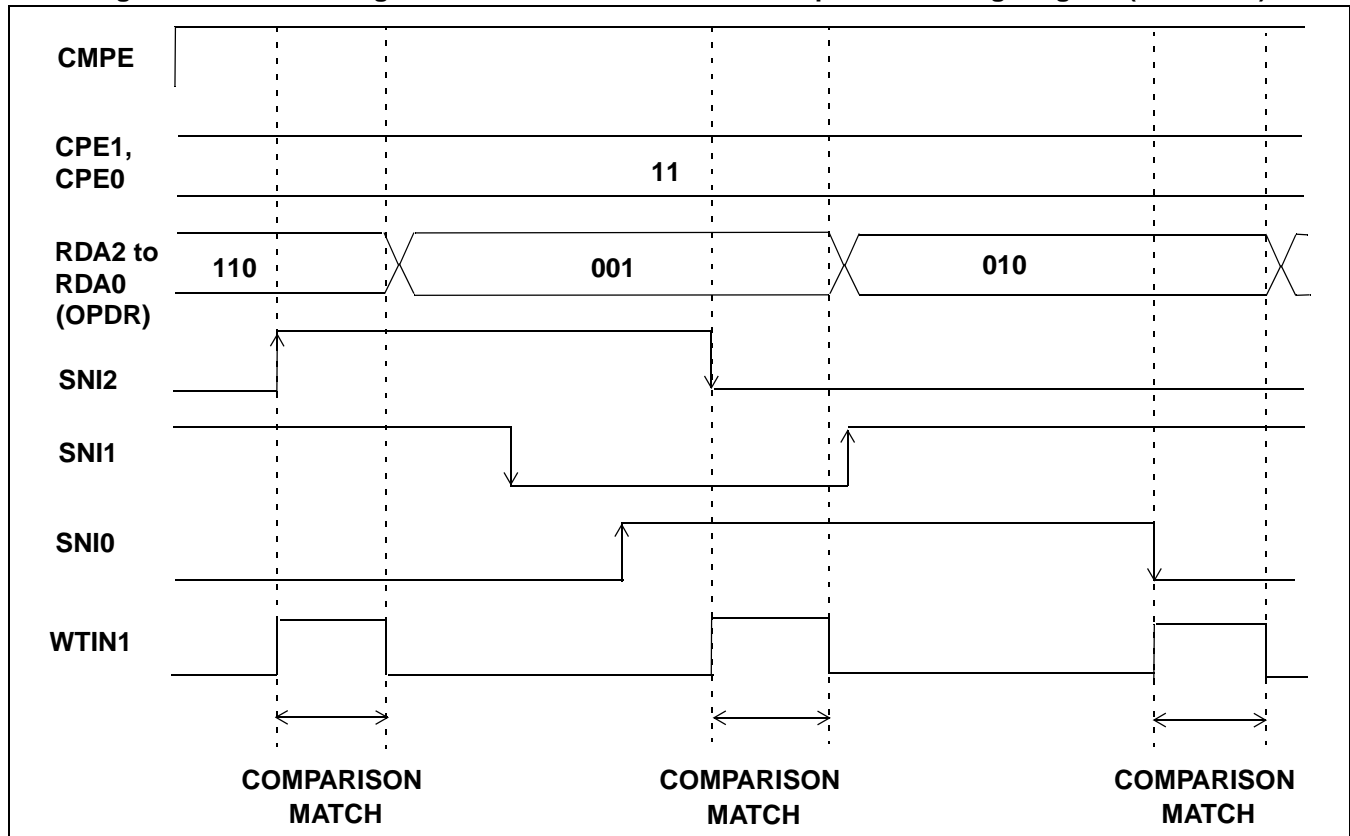 CMPE
CPE1,
CPE0
11
RDA2 to
RDA0
(OPDR)
110
001
010
SNI2
SNI1
SNI0
WTIN1
COMPARISON
MATCH
COMPARISON
MATCH
COMPARISON
MATCH